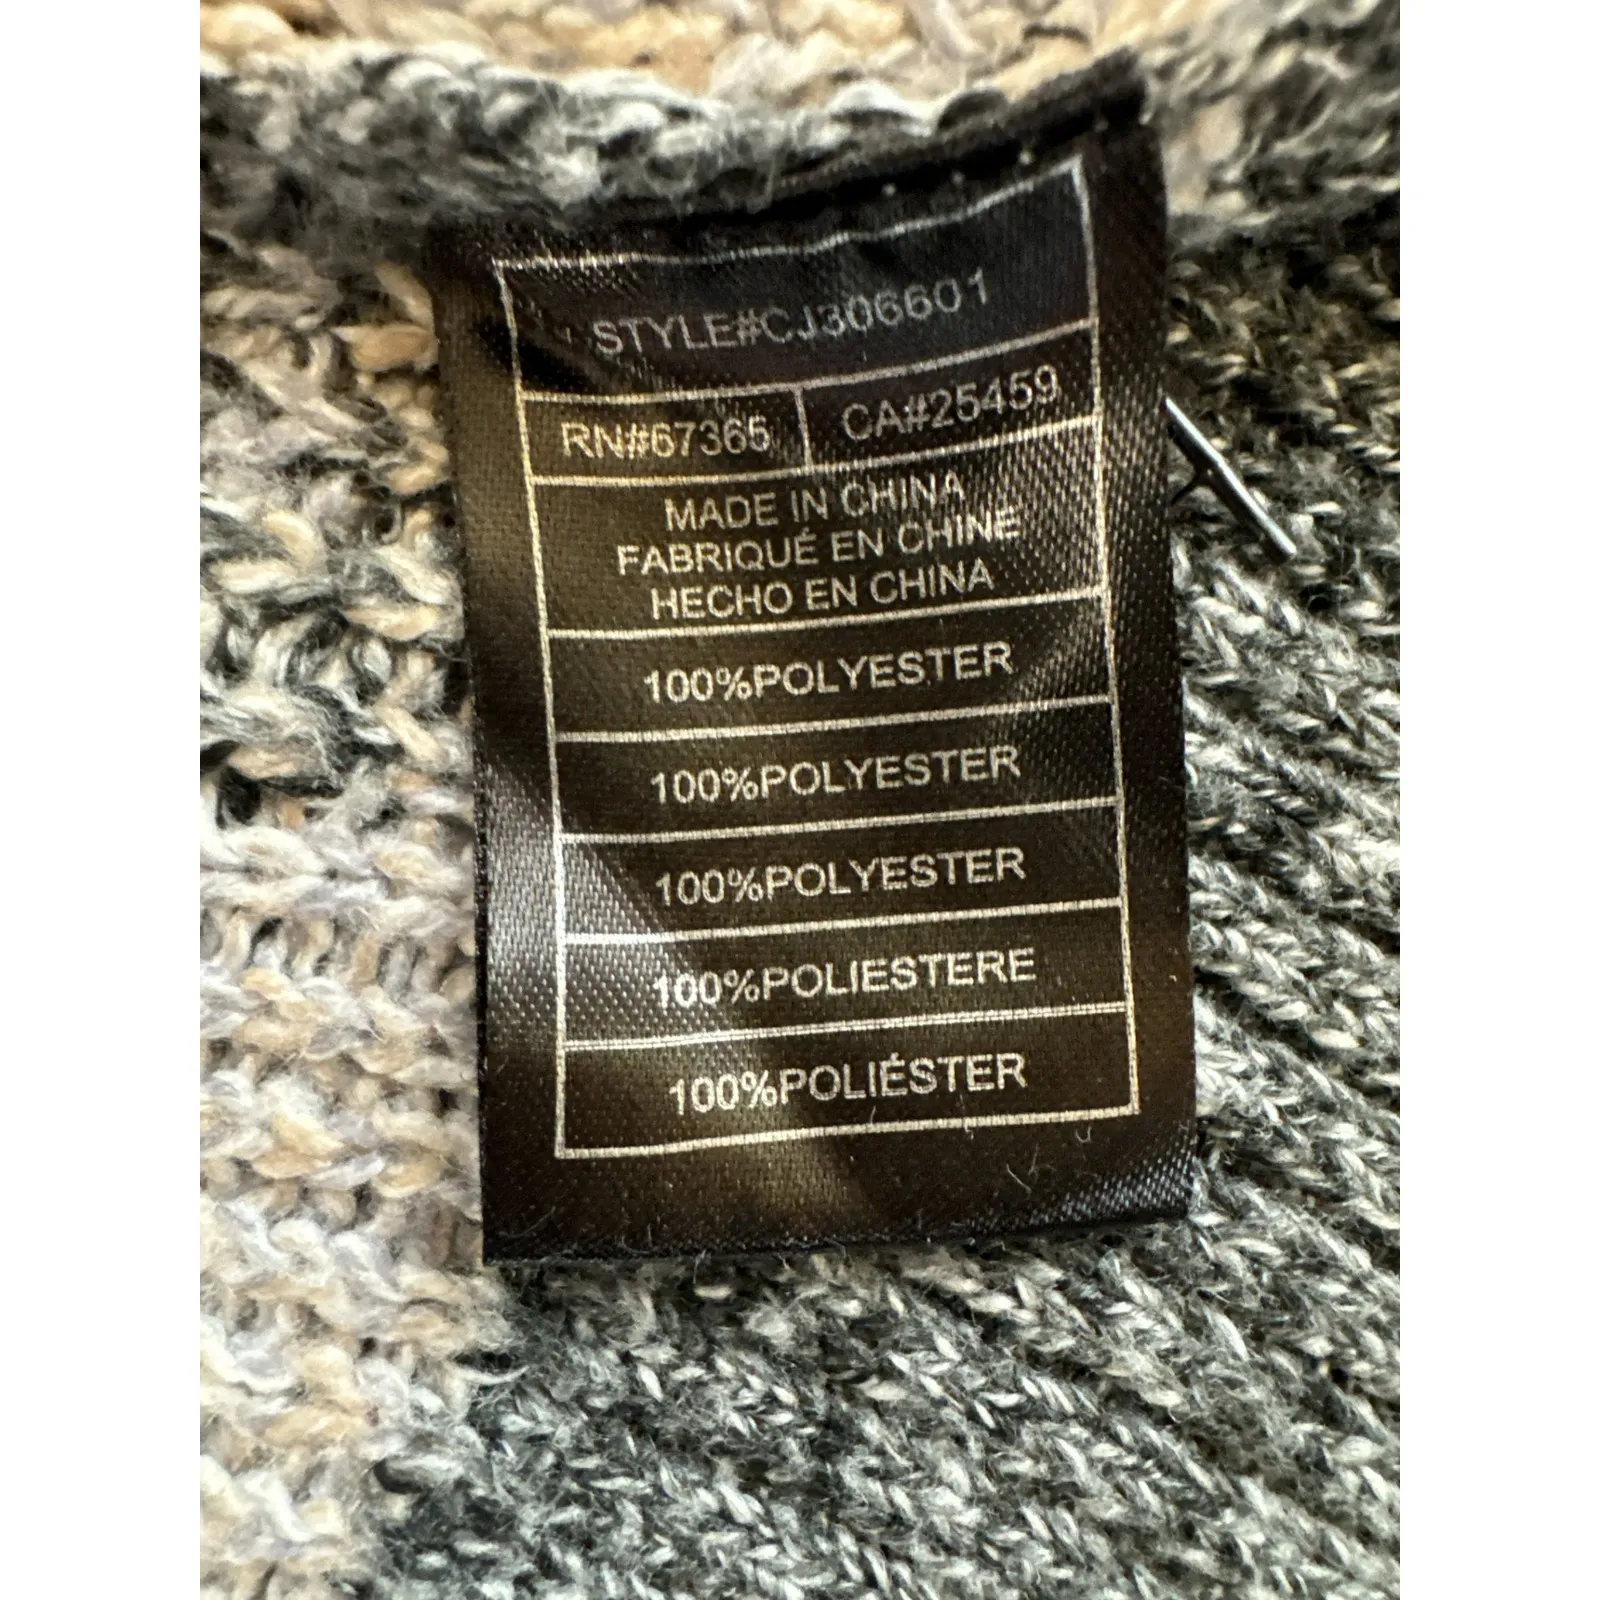 STYLE#CJ306601
RN#67365 CA#25459
MADE IN CHINA
FABRIQUÉ EN CHINE
HECHO EN CHINA
100%POLYESTER
100%POLYESTER
100%POLYESTER
100%POLIESTERE
100%POLIÉSTER